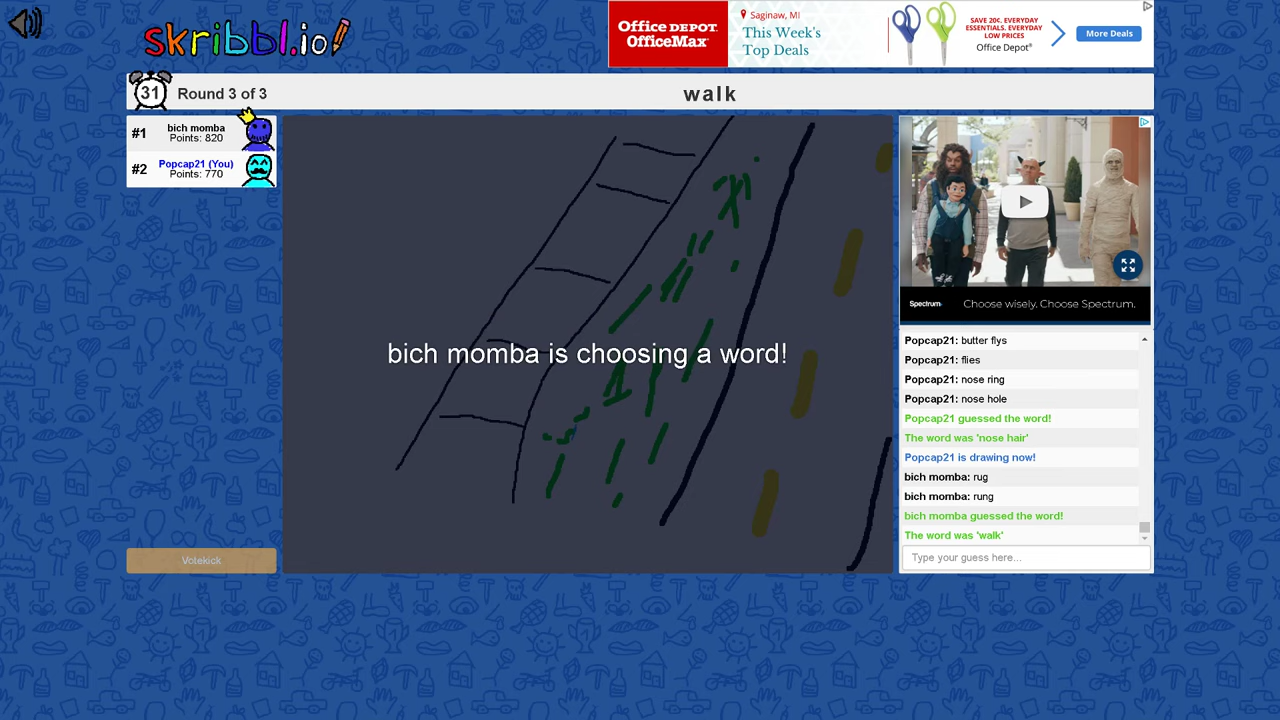 skribbl.io
OFFICE DEPOT
OfficeMax
Saginaw, MI
This Week's
Top Deals
SAVE 20¢. EVERYDAY
ESSENTIALS. EVERYDAY
LOW PRICES
Office Depot®
More Deals
31
Round 3 of 3
walk
#1
bich momba
Points: 820
#2
Popcap21 (You)
Points: 770
bich momba is choosing a word!
Votekick
Spectrum
Choose wisely. Choose Spectrum.
Popcap21: butter flys
Popcap21: flies
Popcap21: nose ring
Popcap21: nose hole
Popcap21 guessed the word!
The word was 'nose hair'
Popcap21 is drawing now!
bich momba: rug
bich momba: rung
bich momba guessed the word!
The word was 'walk'
Type your guess here...